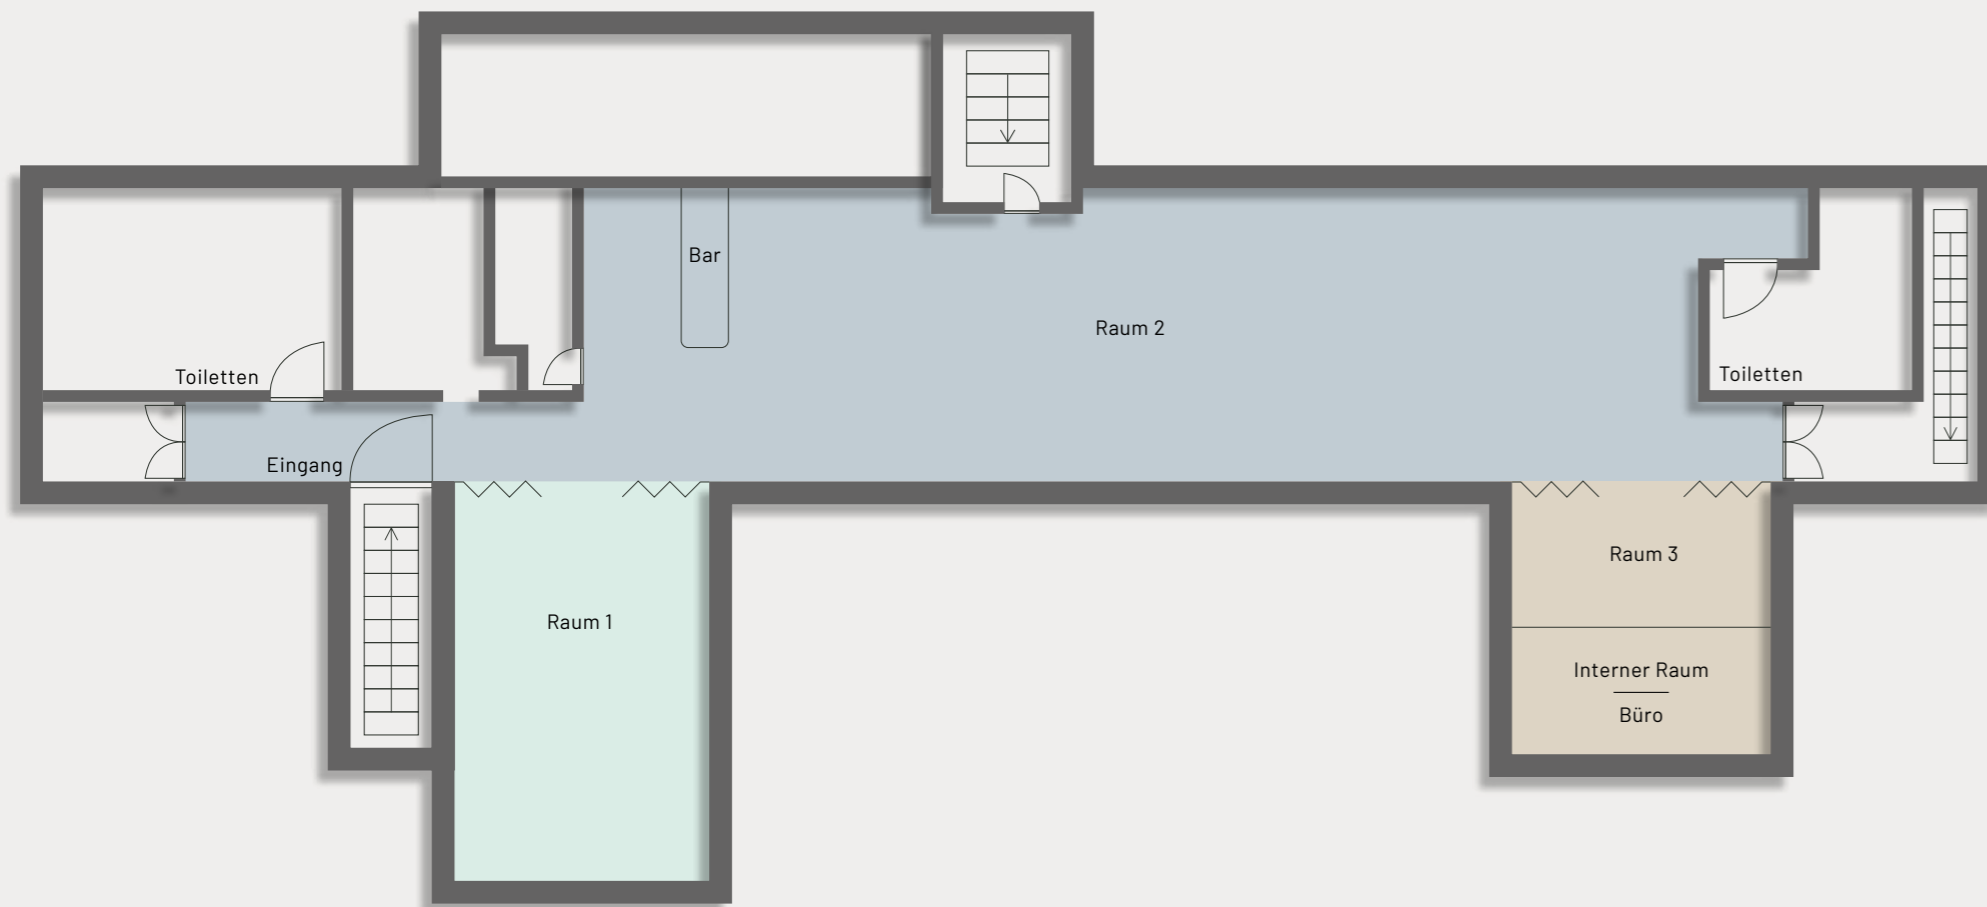 Bar
Raum 2
Toiletten
Toiletten
Eingang
Raum 3
Raum 1
Interner Raum
Büro